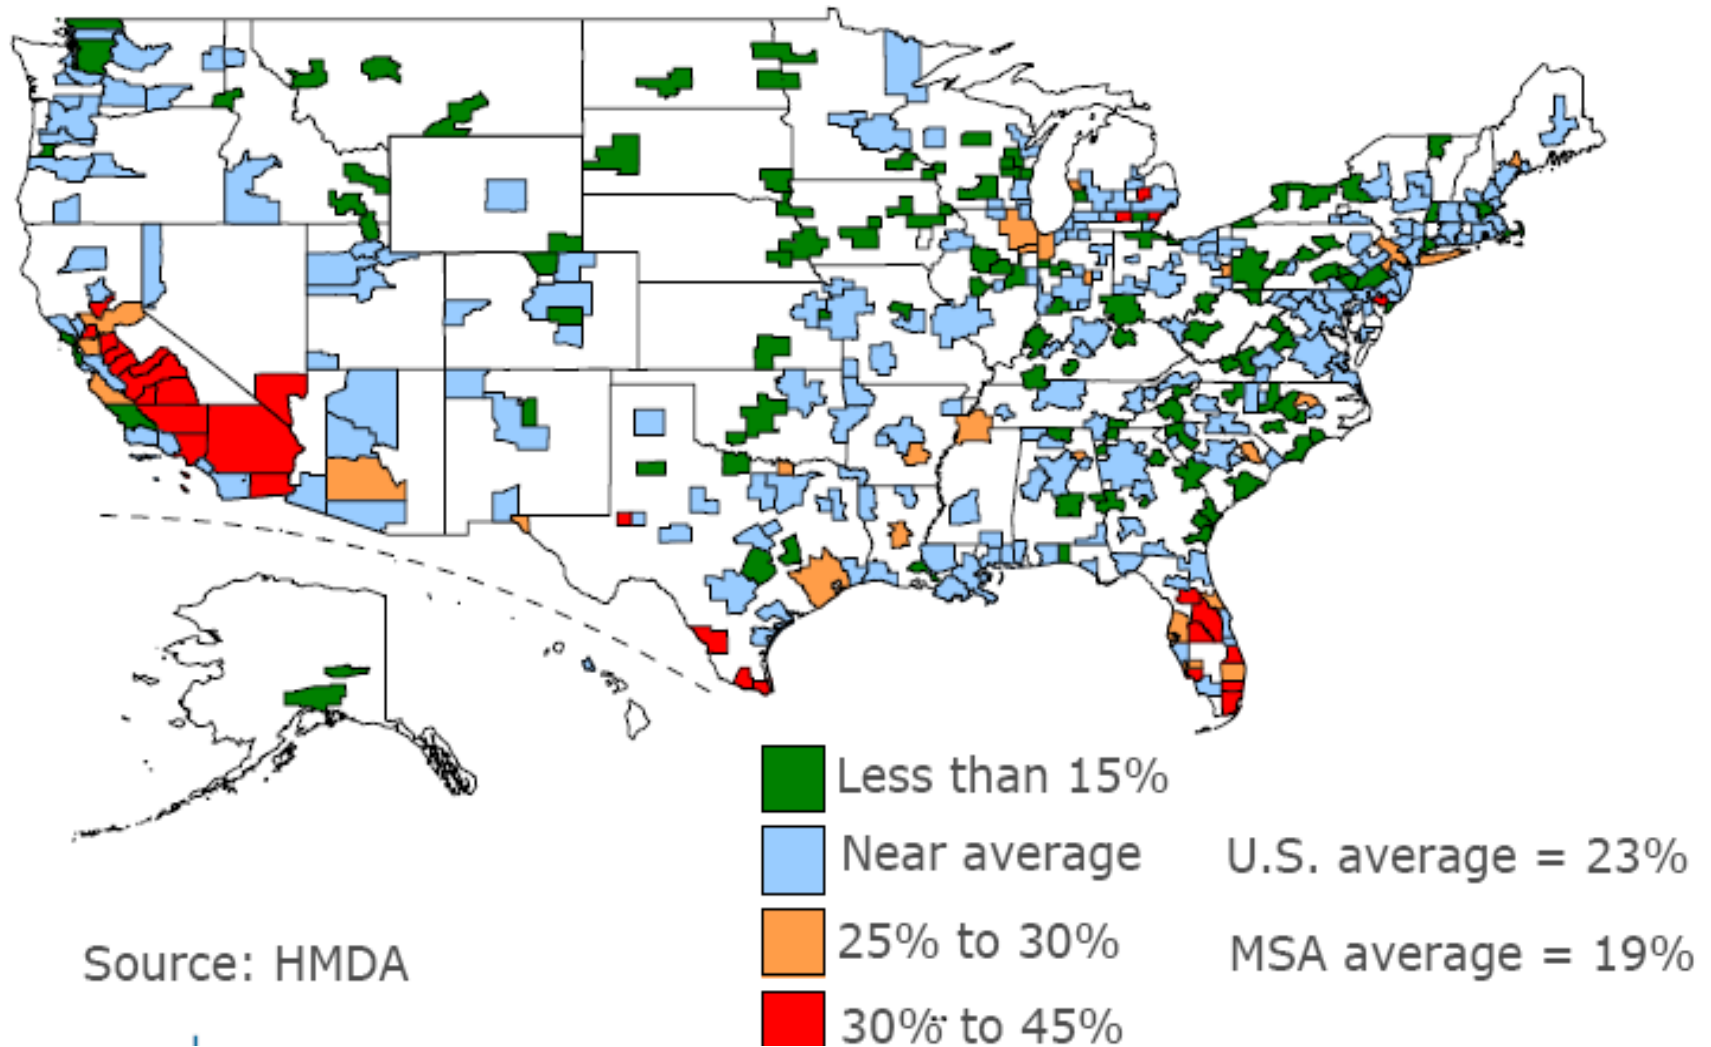 Less than 15%
Near average
U.S. average = 23%
25% to 30%
Source: HMDA
MSA average = 19%
30% to 45%